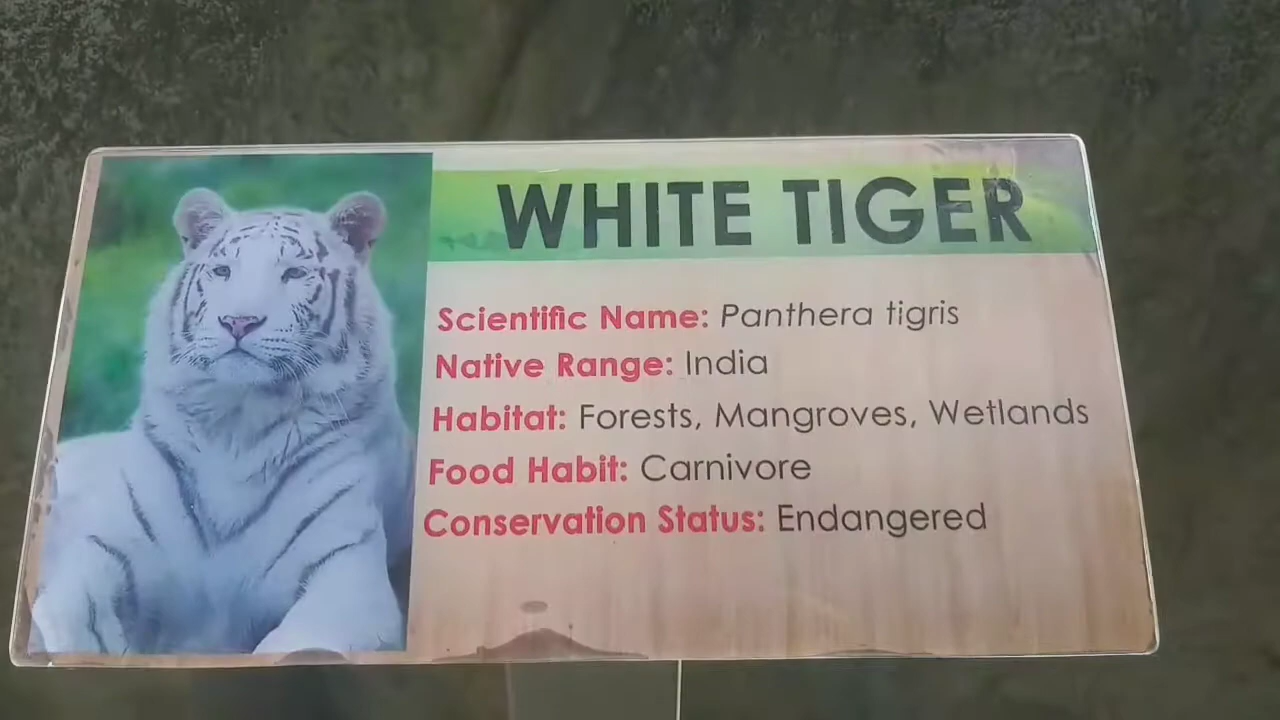 WHITE TIGER
Scientific Name: Panthera tigris
Native Range: India
Habitat: Forests, Mangroves, Wetlands
Food Habit: Carnivore
Conservation Status: Endangered